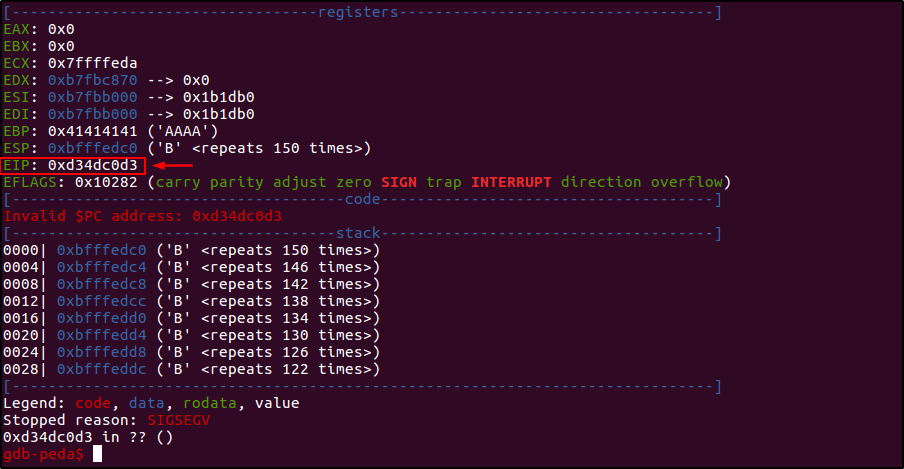 [----------------------------------registers-----------------------------------]
EAX: 0x0
EBX: 0x0
ECX: 0x7ffffeda
EDX: 0xb7fbc870 --> 0x0
ESI: 0xb7fbb000 --> 0x1b1db0
EDI: 0xb7fbb000 --> 0x1b1db0
EBP: 0x41414141 ('AAAA')
ESP: 0xbfffedc0 ('B' <repeats 150 times>)
EIP: 0xd34dc0d3
EFLAGS: 0x10282 (carry parity adjust zero SIGN trap INTERRUPT direction overflow)
[-------------------------------------code-------------------------------------]
Invalid $PC address: 0xd34dc0d3
[------------------------------------stack-------------------------------------]
0000| 0xbfffedc0 ('B' <repeats 150 times>)
0004| 0xbfffedc4 ('B' <repeats 146 times>)
0008| 0xbfffedc8 ('B' <repeats 142 times>)
0012| 0xbfffedcc ('B' <repeats 138 times>)
0016| 0xbfffedd0 ('B' <repeats 134 times>)
0020| 0xbfffedd4 ('B' <repeats 130 times>)
0024| 0xbfffedd8 ('B' <repeats 126 times>)
0028| 0xbfffeddc ('B' <repeats 122 times>)
[------------------------------------------------------------------------------]
Legend: code, data, rodata, value
Stopped reason: SIGSEGV
0xd34dc0d3 in ?? ()
gdb-peda$